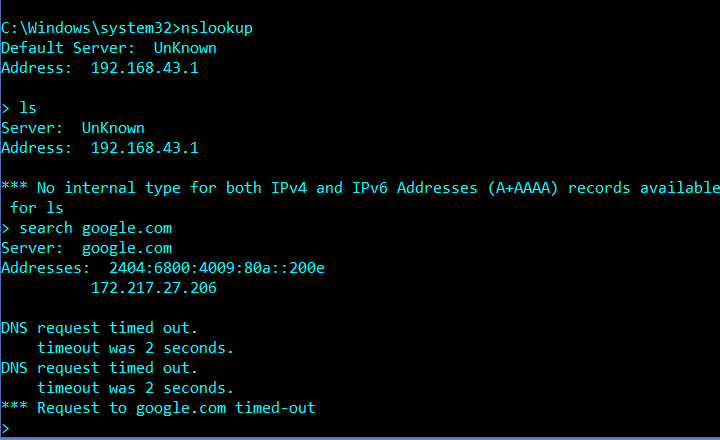 C:\Windows\system32>nslookup
Default Server:  UnKnown
Address:  192.168.43.1
> ls
Server:  UnKnown
Address:  192.168.43.1
*** No internal type for both IPv4 and IPv6 Addresses (A+AAAA) records available
 for ls
> search google.com
Server:  google.com
Addresses:  2404:6800:4009:80a::200e
          172.217.27.206
DNS request timed out.
    timeout was 2 seconds.
DNS request timed out.
    timeout was 2 seconds.
*** Request to google.com timed-out
>